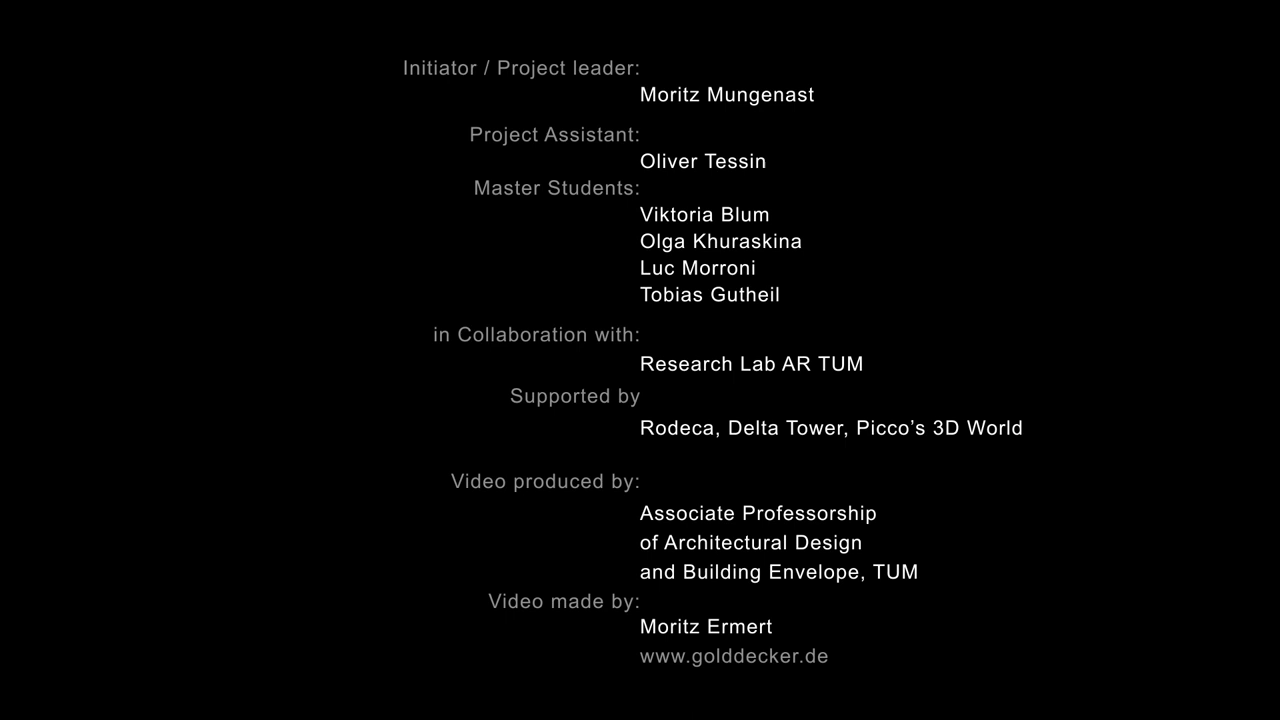 Initiator / Project leader:
Moritz Mungenast
Project Assistant:
Oliver Tessin
Master Students:
Viktoria Blum
Olga Khuraskina
Luc Morroni
Tobias Gutheil
in Collaboration with:
Research Lab AR TUM
Supported by
Rodeca, Delta Tower, Picco’s 3D World
Video produced by:
Associate Professorship
of Architectural Design
and Building Envelope, TUM
Video made by:
Moritz Ermert
www.golddecker.de